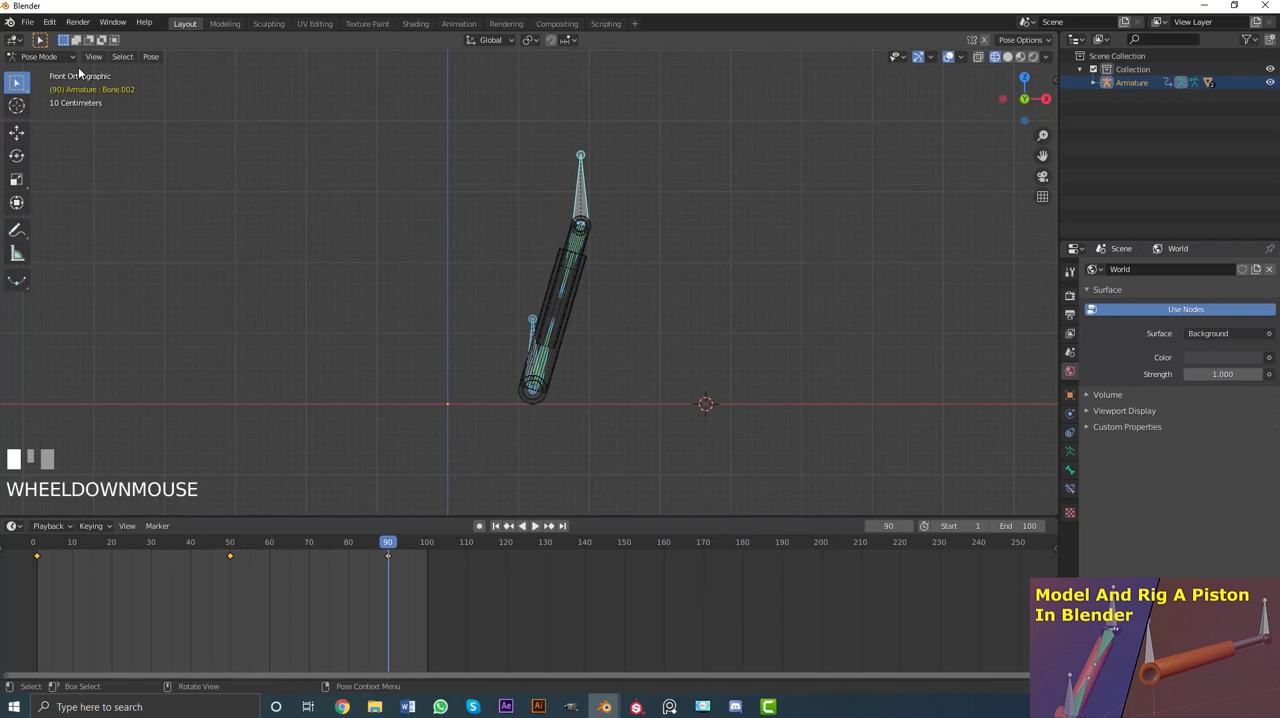 Blender
File Edit Render Window Help Layout Modeling Sculpting UV Editing Texture Paint Shading Animation Rendering Compositing Scripting + Scene View Layer
Global Pose Options
Pose Mode View Select Pose
Scene Collection
Collection
Armature 2
Front Orthographic
(90) Armature : Bone.002
10 Centimeters
Z
Y X
Scene World
World
Surface
Use Nodes
Surface Background
Color
Strength 1.000
Volume
Viewport Display
Custom Properties
WHEELDOWNMOUSE
Playback Keying View Marker 90 Start 1 End 100
0 10 20 30 40 50 60 70 80 90 100 110 120 130 140 150 160 170 180 190 200 210 220 230 240 250
Model And Rig A Piston
In Blender
Select Box Select Rotate View Pose Context Menu
Type here to search